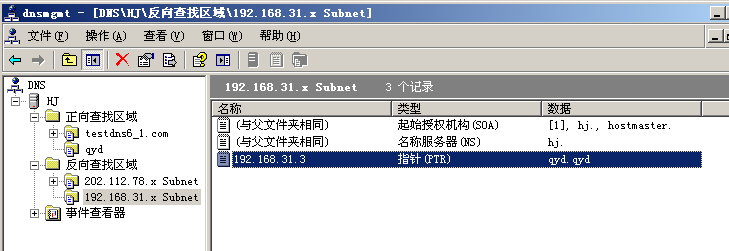 dnsmgmt - [DNS\HJ\反向查找区域\192.168.31.x Subnet]
文件(F) 操作(A) 查看(V) 窗口(W) 帮助(H)
DNS
HJ
正向查找区域
testdns6_1.com
qyd
反向查找区域
202.112.78.x Subnet
192.168.31.x Subnet
事件查看器
192.168.31.x Subnet 3 个记录
名称 类型 数据
(与父文件夹相同) 起始授权机构(SOA) [1], hj., hostmaster.
(与父文件夹相同) 名称服务器(NS) hj.
192.168.31.3 指针(PTR) qyd.qyd